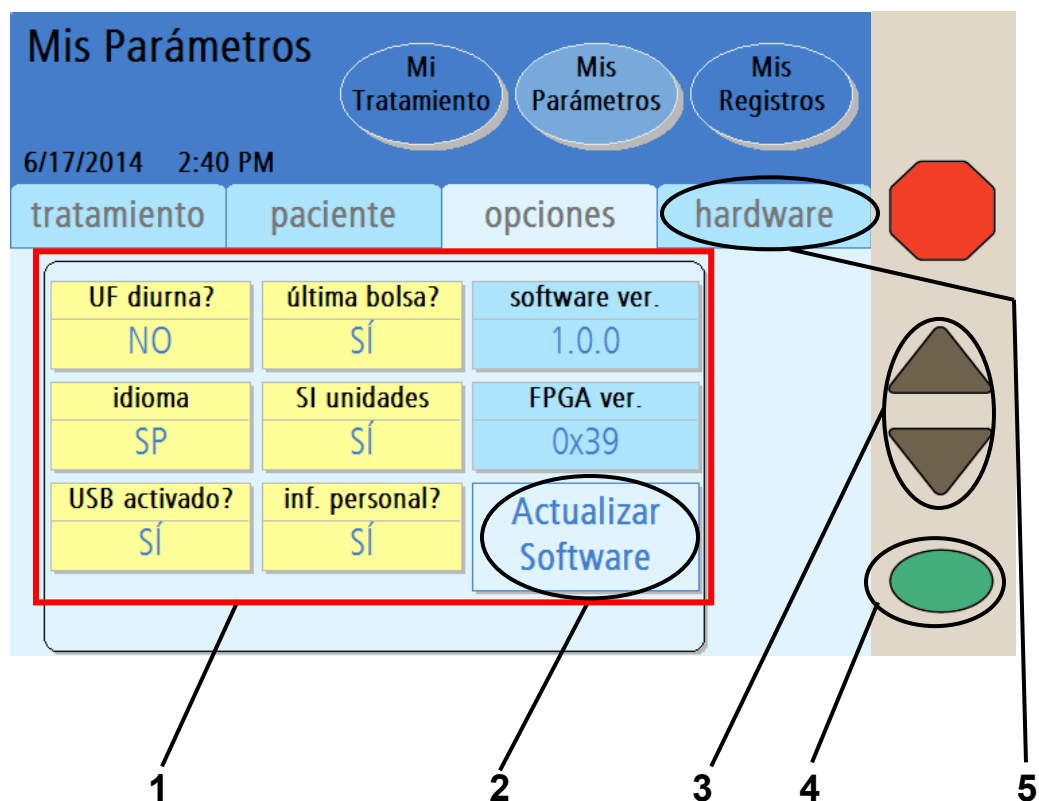 Mis Parámetros
Mi
Tratamiento
Mis
Parámetros
Mis
Registros
6/17/2014 2:40 PM
tratamiento
paciente
opciones
hardware
UF diurna?
NO
última bolsa?
SÍ
software ver.
1.0.0
idioma
SP
SI unidades
SÍ
FPGA ver.
0x39
USB activado?
SÍ
inf. personal?
SÍ
Actualizar
Software
1
2
3
4
5